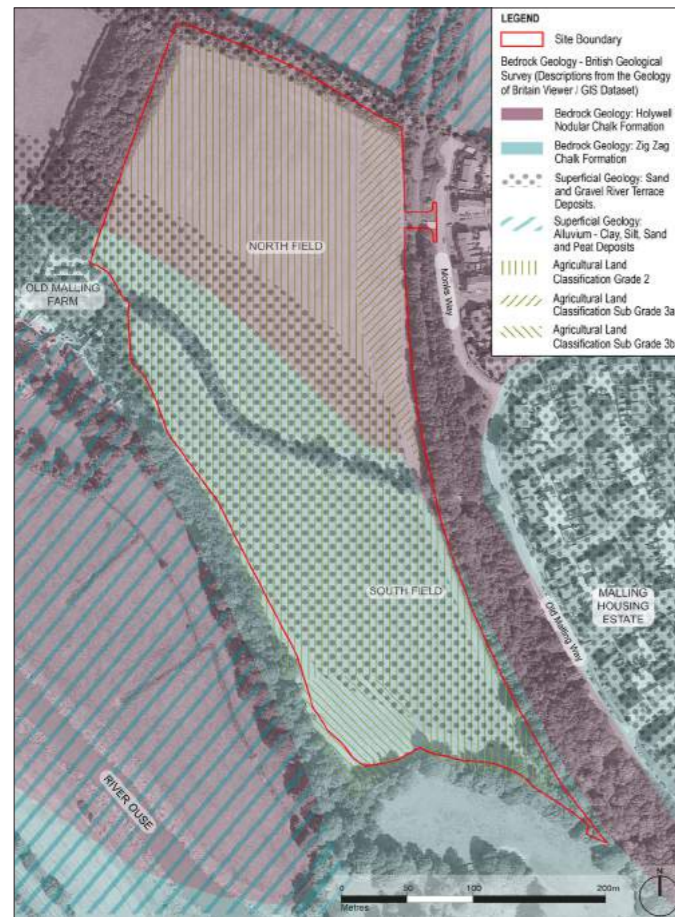 LEGEND
Site Boundary
Bedrock Geology - British Geological
Survey (Descriptions from the Geology
of Britain Viewer / GIS Dataset)
Bedrock Geology: Holywell
Nodular Chalk Formation
Bedrock Geology: Zig Zag
Chalk Formation
Superficial Geology: Sand
and Gravel River Terrace
Deposits.
Superficial Geology:
Alluvium - Clay, Silt, Sand
and Peat Deposits
Agricultural Land
Classification Grade 2
Agricultural Land
Classification Sub Grade 3a
Agricultural Land
Classification Sub Grade 3b
NORTH FIELD
OLD MALLING
FARM
Monks Way
SOUTH FIELD
MALLING
HOUSING
ESTATE
Old Malling Way
RIVER OUSE
0 50 100 200m
Metres
N